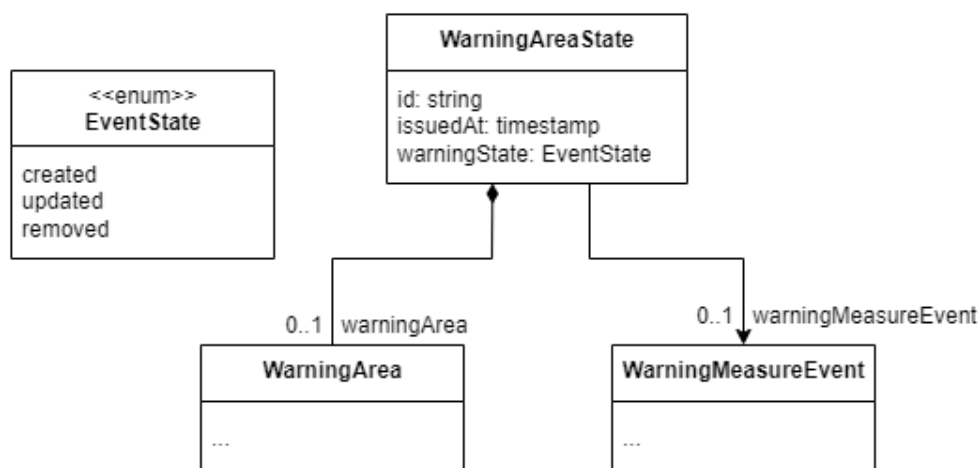 WarningAreaState
id: string
issuedAt: timestamp
warningState: EventState
<<enum>>
EventState
created
updated
removed
0..1 warningArea
0..1 warningMeasureEvent
WarningArea
...
WarningMeasureEvent
...